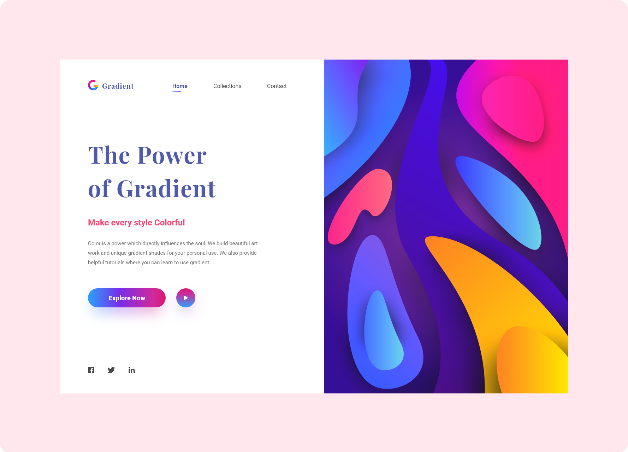 Gradient
Home Collections Contact
The Power
of Gradient
Make every style Colorful
Color is a power which directly influences the soul. We build beautiful art
work and unique gradient shades for your personal use. We also provide
helpful tutorials where you can learn to use gradient.
Explore Now